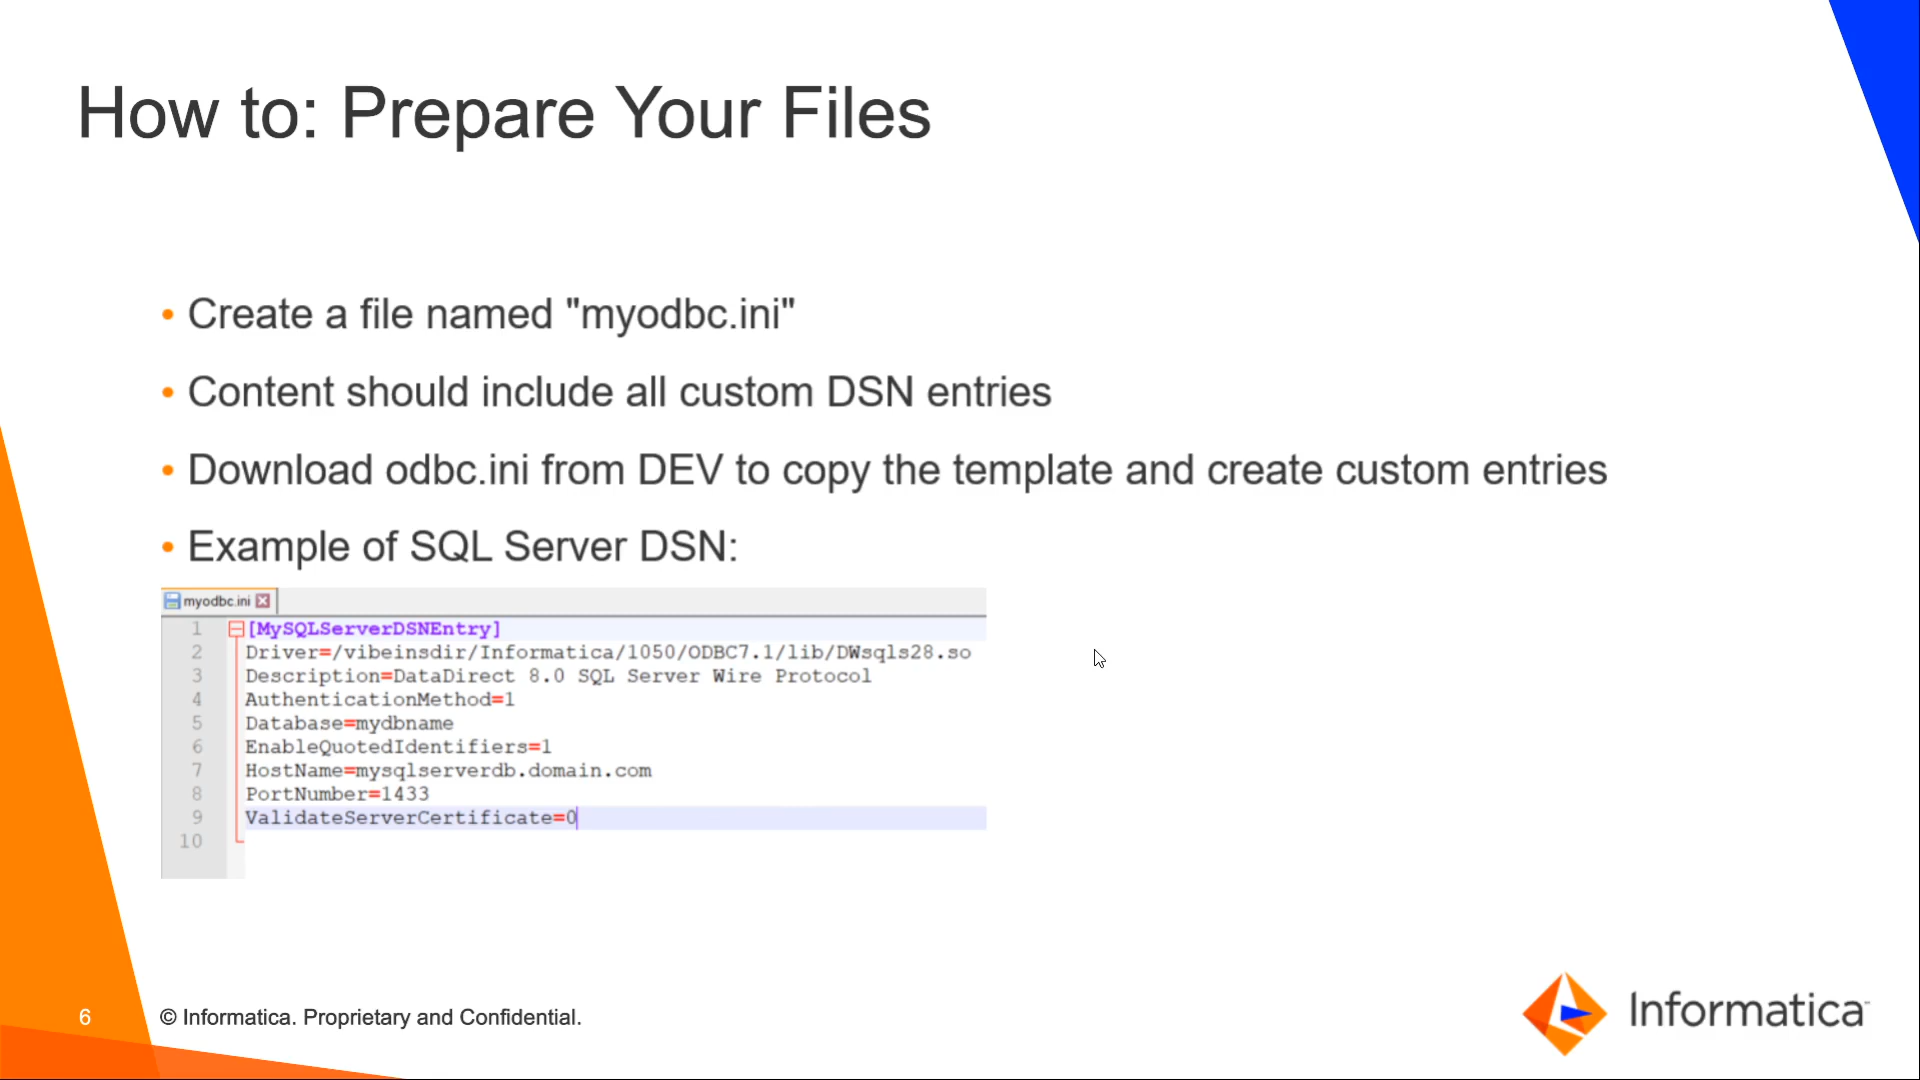 How to: Prepare Your Files
• Create a file named "myodbc.ini"
• Content should include all custom DSN entries
• Download odbc.ini from DEV to copy the template and create custom entries
• Example of SQL Server DSN:
myodbc.ini
1 [MySQLServerDSNEntry]
2 Driver=/vibeinsdir/Informatica/1050/ODBC7.1/lib/DWsqls28.so
3 Description=DataDirect 8.0 SQL Server Wire Protocol
4 AuthenticationMethod=1
5 Database=mydbname
6 EnableQuotedIdentifiers=1
7 HostName=mysqlserverdb.domain.com
8 PortNumber=1433
9 ValidateServerCertificate=0
10
6 © Informatica. Proprietary and Confidential.
Informatica